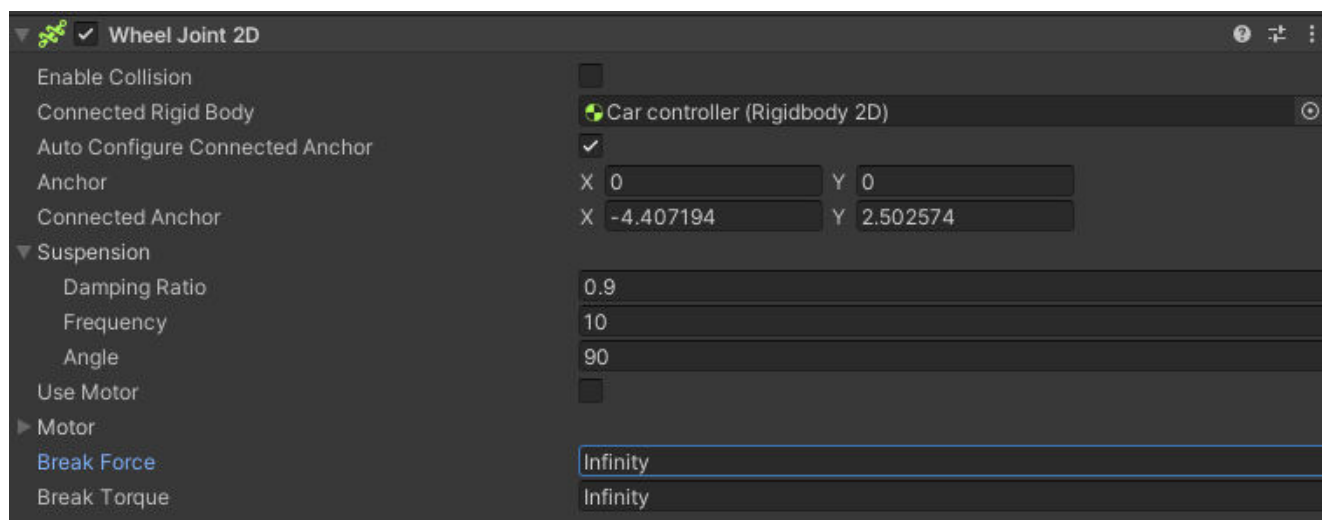 Wheel Joint 2D
Enable Collision
Connected Rigid Body Car controller (Rigidbody 2D)
Auto Configure Connected Anchor
Anchor X 0 Y 0
Connected Anchor X -4.407194 Y 2.502574
Suspension
Damping Ratio 0.9
Frequency 10
Angle 90
Use Motor
Motor
Break Force Infinity
Break Torque Infinity